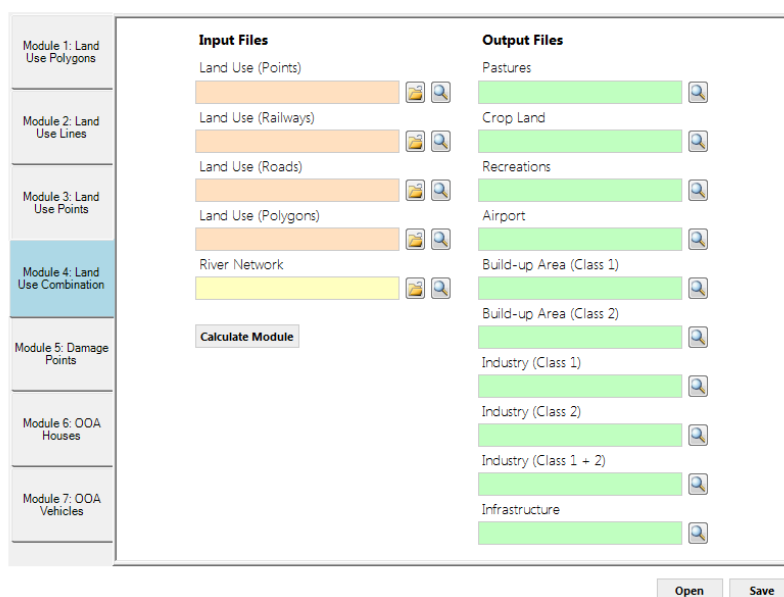 Module 1: Land
Use Polygons
Module 2: Land
Use Lines
Module 3: Land
Use Points
Module 4: Land
Use Combination
Module 5: Damage
Points
Module 6: OOA
Houses
Module 7: OOA
Vehicles
Input Files
Land Use (Points)
Land Use (Railways)
Land Use (Roads)
Land Use (Polygons)
River Network
Calculate Module
Output Files
Pastures
Crop Land
Recreations
Airport
Build-up Area (Class 1)
Build-up Area (Class 2)
Industry (Class 1)
Industry (Class 2)
Industry (Class 1 + 2)
Infrastructure
Open Save